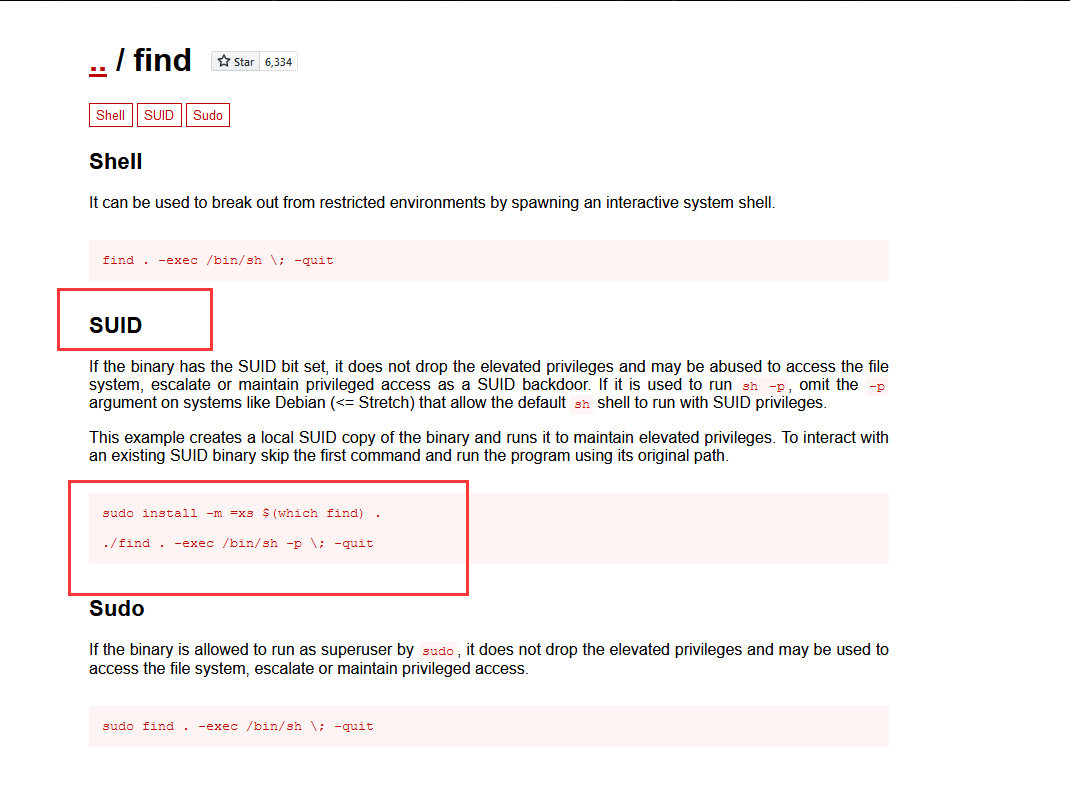 .. / find Star 6,334
Shell SUID Sudo
Shell
It can be used to break out from restricted environments by spawning an interactive system shell.
find . -exec /bin/sh \; -quit
SUID
If the binary has the SUID bit set, it does not drop the elevated privileges and may be abused to access the file
system, escalate or maintain privileged access as a SUID backdoor. If it is used to run sh -p, omit the -p
argument on systems like Debian (<= Stretch) that allow the default sh shell to run with SUID privileges.
This example creates a local SUID copy of the binary and runs it to maintain elevated privileges. To interact with
an existing SUID binary skip the first command and run the program using its original path.
sudo install -m =xs $(which find) .
./find . -exec /bin/sh -p \; -quit
Sudo
If the binary is allowed to run as superuser by sudo, it does not drop the elevated privileges and may be used to
access the file system, escalate or maintain privileged access.
sudo find . -exec /bin/sh \; -quit